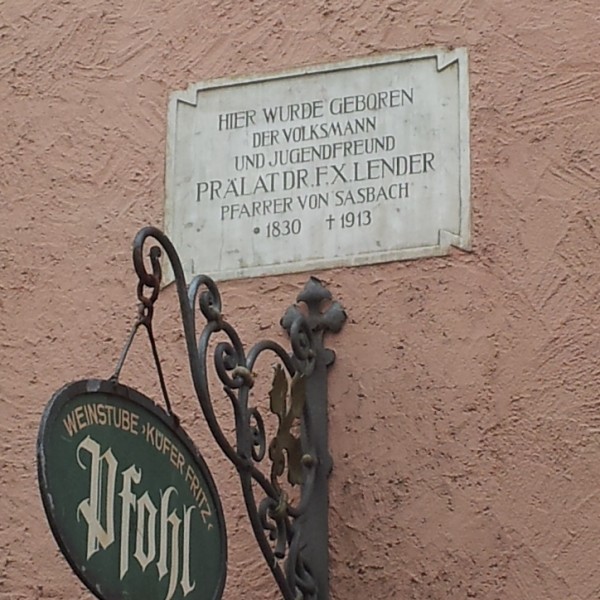 HIER WURDE GEBOREN
DER VOLKSMANN
UND JUGENDFREUND
PRÄLAT DR. F. X. LENDER
PFARRER VON SASBACH
* 1830 † 1913
WEINSTUBE ›KÜFER FRITZ‹
Pfohl